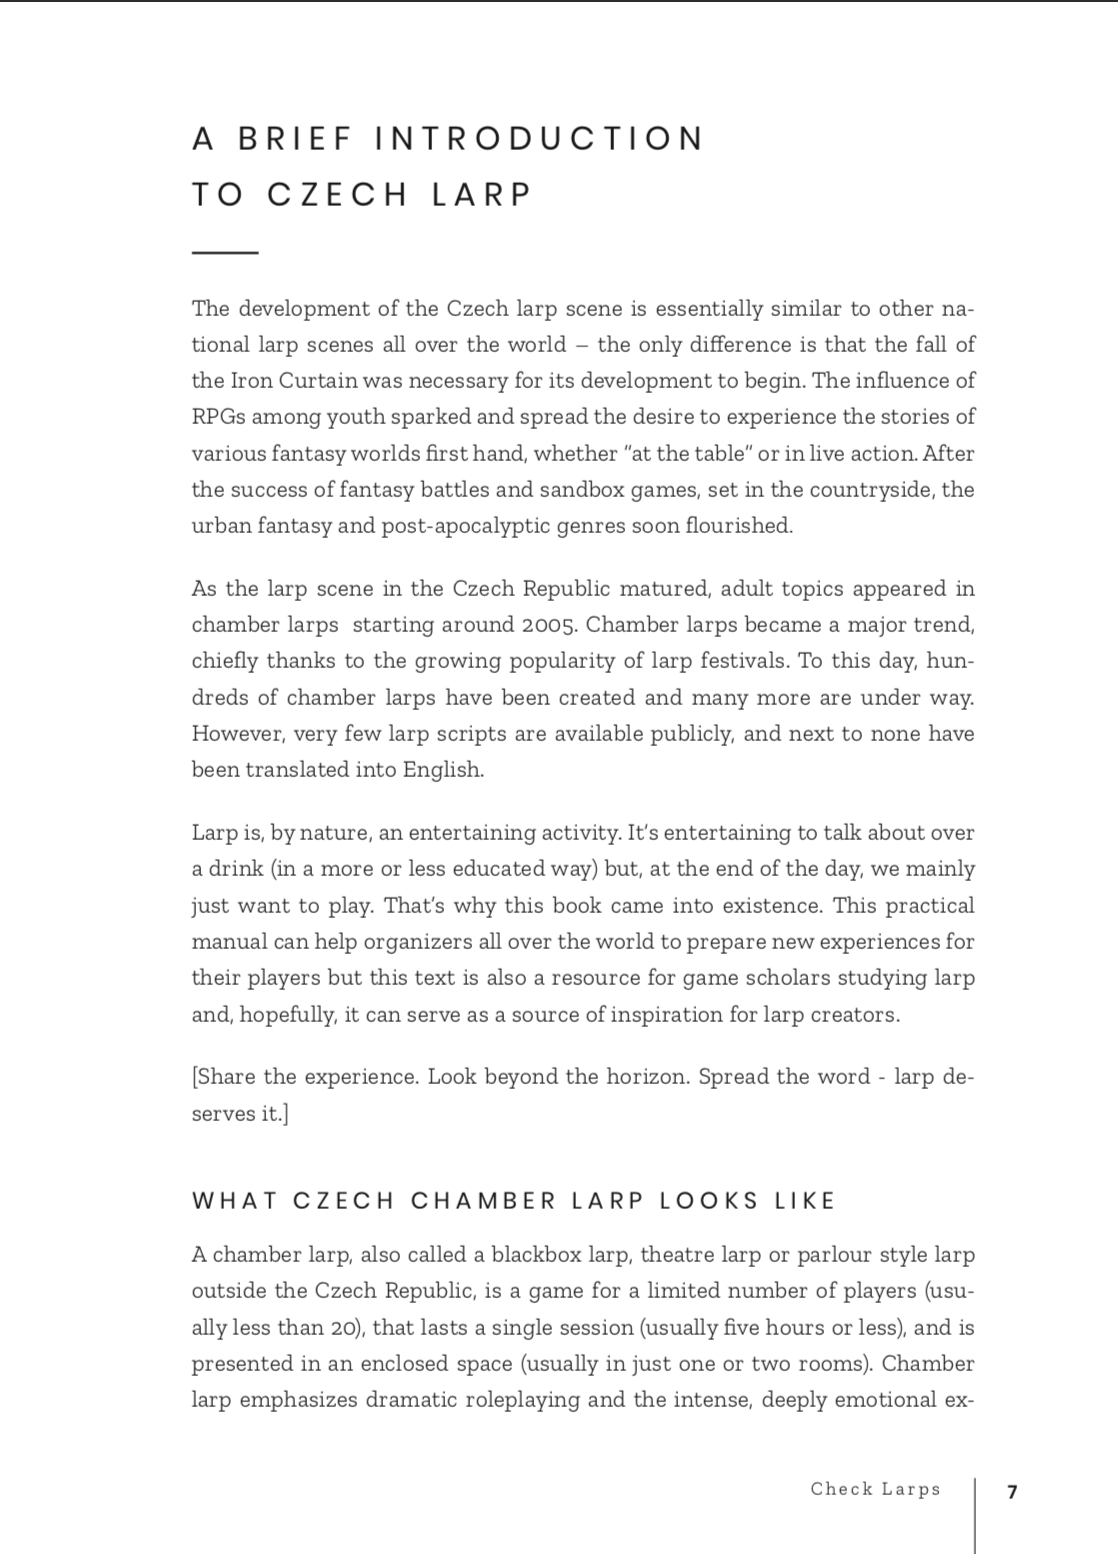 A BRIEF INTRODUCTION
TO CZECH LARP
The development of the Czech larp scene is essentially similar to other na-
tional larp scenes all over the world – the only difference is that the fall of
the Iron Curtain was necessary for its development to begin. The influence of
RPGs among youth sparked and spread the desire to experience the stories of
various fantasy worlds first hand, whether “at the table” or in live action. After
the success of fantasy battles and sandbox games, set in the countryside, the
urban fantasy and post-apocalyptic genres soon flourished.
As the larp scene in the Czech Republic matured, adult topics appeared in
chamber larps  starting around 2005. Chamber larps became a major trend,
chiefly thanks to the growing popularity of larp festivals. To this day, hun-
dreds of chamber larps have been created and many more are under way.
However, very few larp scripts are available publicly, and next to none have
been translated into English.
Larp is, by nature, an entertaining activity. It’s entertaining to talk about over
a drink (in a more or less educated way) but, at the end of the day, we mainly
just want to play. That’s why this book came into existence. This practical
manual can help organizers all over the world to prepare new experiences for
their players but this text is also a resource for game scholars studying larp
and, hopefully, it can serve as a source of inspiration for larp creators.
[Share the experience. Look beyond the horizon. Spread the word - larp de-
serves it.]
WHAT CZECH CHAMBER LARP LOOKS LIKE
A chamber larp, also called a blackbox larp, theatre larp or parlour style larp
outside the Czech Republic, is a game for a limited number of players (usu-
ally less than 20), that lasts a single session (usually five hours or less), and is
presented in an enclosed space (usually in just one or two rooms). Chamber
larp emphasizes dramatic roleplaying and the intense, deeply emotional ex-
Check Larps 7